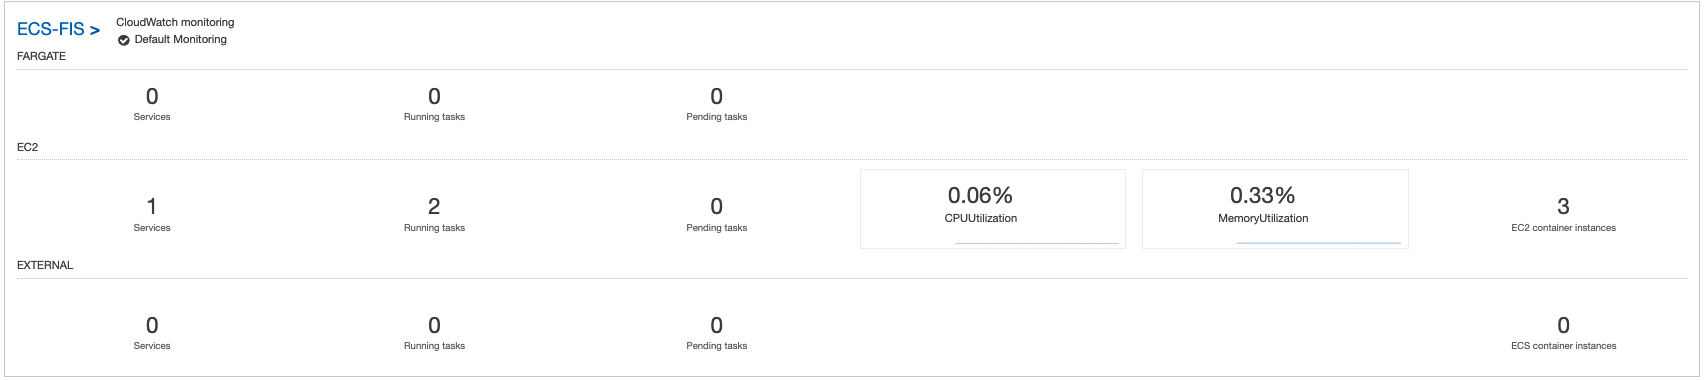 ECS-FIS >
CloudWatch monitoring
Default Monitoring
FARGATE
0 0 0
Services Running tasks Pending tasks
EC2
1 2 0 0.06% 0.33% 3
Services Running tasks Pending tasks CPUUtilization MemoryUtilization EC2 container instances
EXTERNAL
0 0 0 0
Services Running tasks Pending tasks ECS container instances